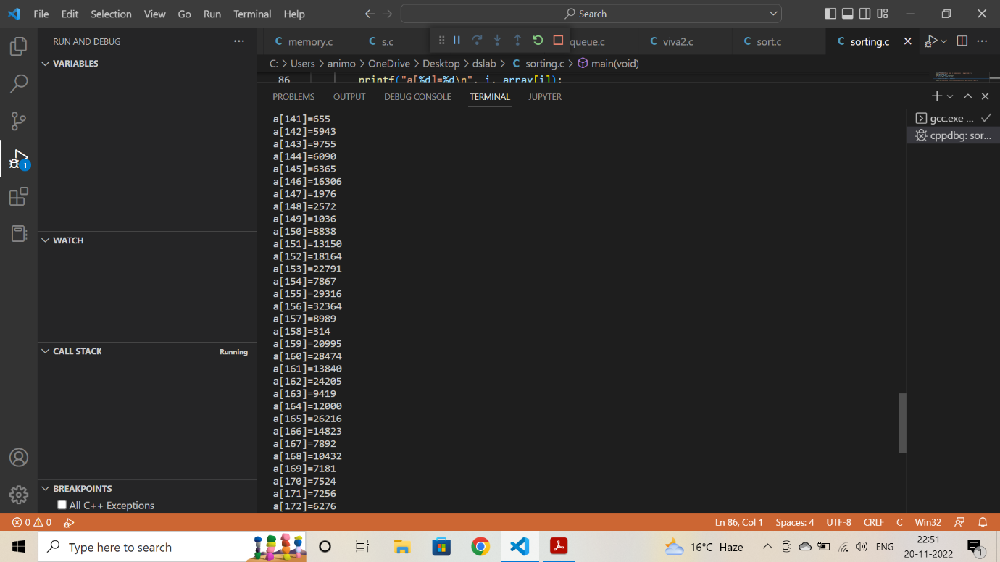 File Edit Selection View Go Run Terminal Help Search
RUN AND DEBUG
memory.c s.c queue.c viva2.c sort.c sorting.c
VARIABLES
C: > Users > animo > OneDrive > Desktop > dslab > C sorting.c > main(void)
86 printf("a[%d]=%d\n", i, array[i]);
PROBLEMS OUTPUT DEBUG CONSOLE TERMINAL JUPYTER
gcc.exe ...
cppdbg: sor...
a[141]=655
a[142]=5943
a[143]=9755
a[144]=6090
a[145]=6365
a[146]=16306
a[147]=1976
a[148]=2572
a[149]=1036
a[150]=8838
a[151]=13150
a[152]=18164
a[153]=22791
a[154]=7867
a[155]=29316
a[156]=32364
a[157]=8989
a[158]=314
a[159]=20995
a[160]=28474
a[161]=13840
a[162]=24205
a[163]=9419
a[164]=12000
a[165]=26216
a[166]=14823
a[167]=7892
a[168]=10432
a[169]=7181
a[170]=7524
a[171]=7256
a[172]=6276
1
WATCH
CALL STACK Running
BREAKPOINTS
All C++ Exceptions
0 0 Ln 86, Col 1 Spaces: 4 UTF-8 CRLF C Win32
Type here to search 16°C Haze ENG 22:51
20-11-2022 1